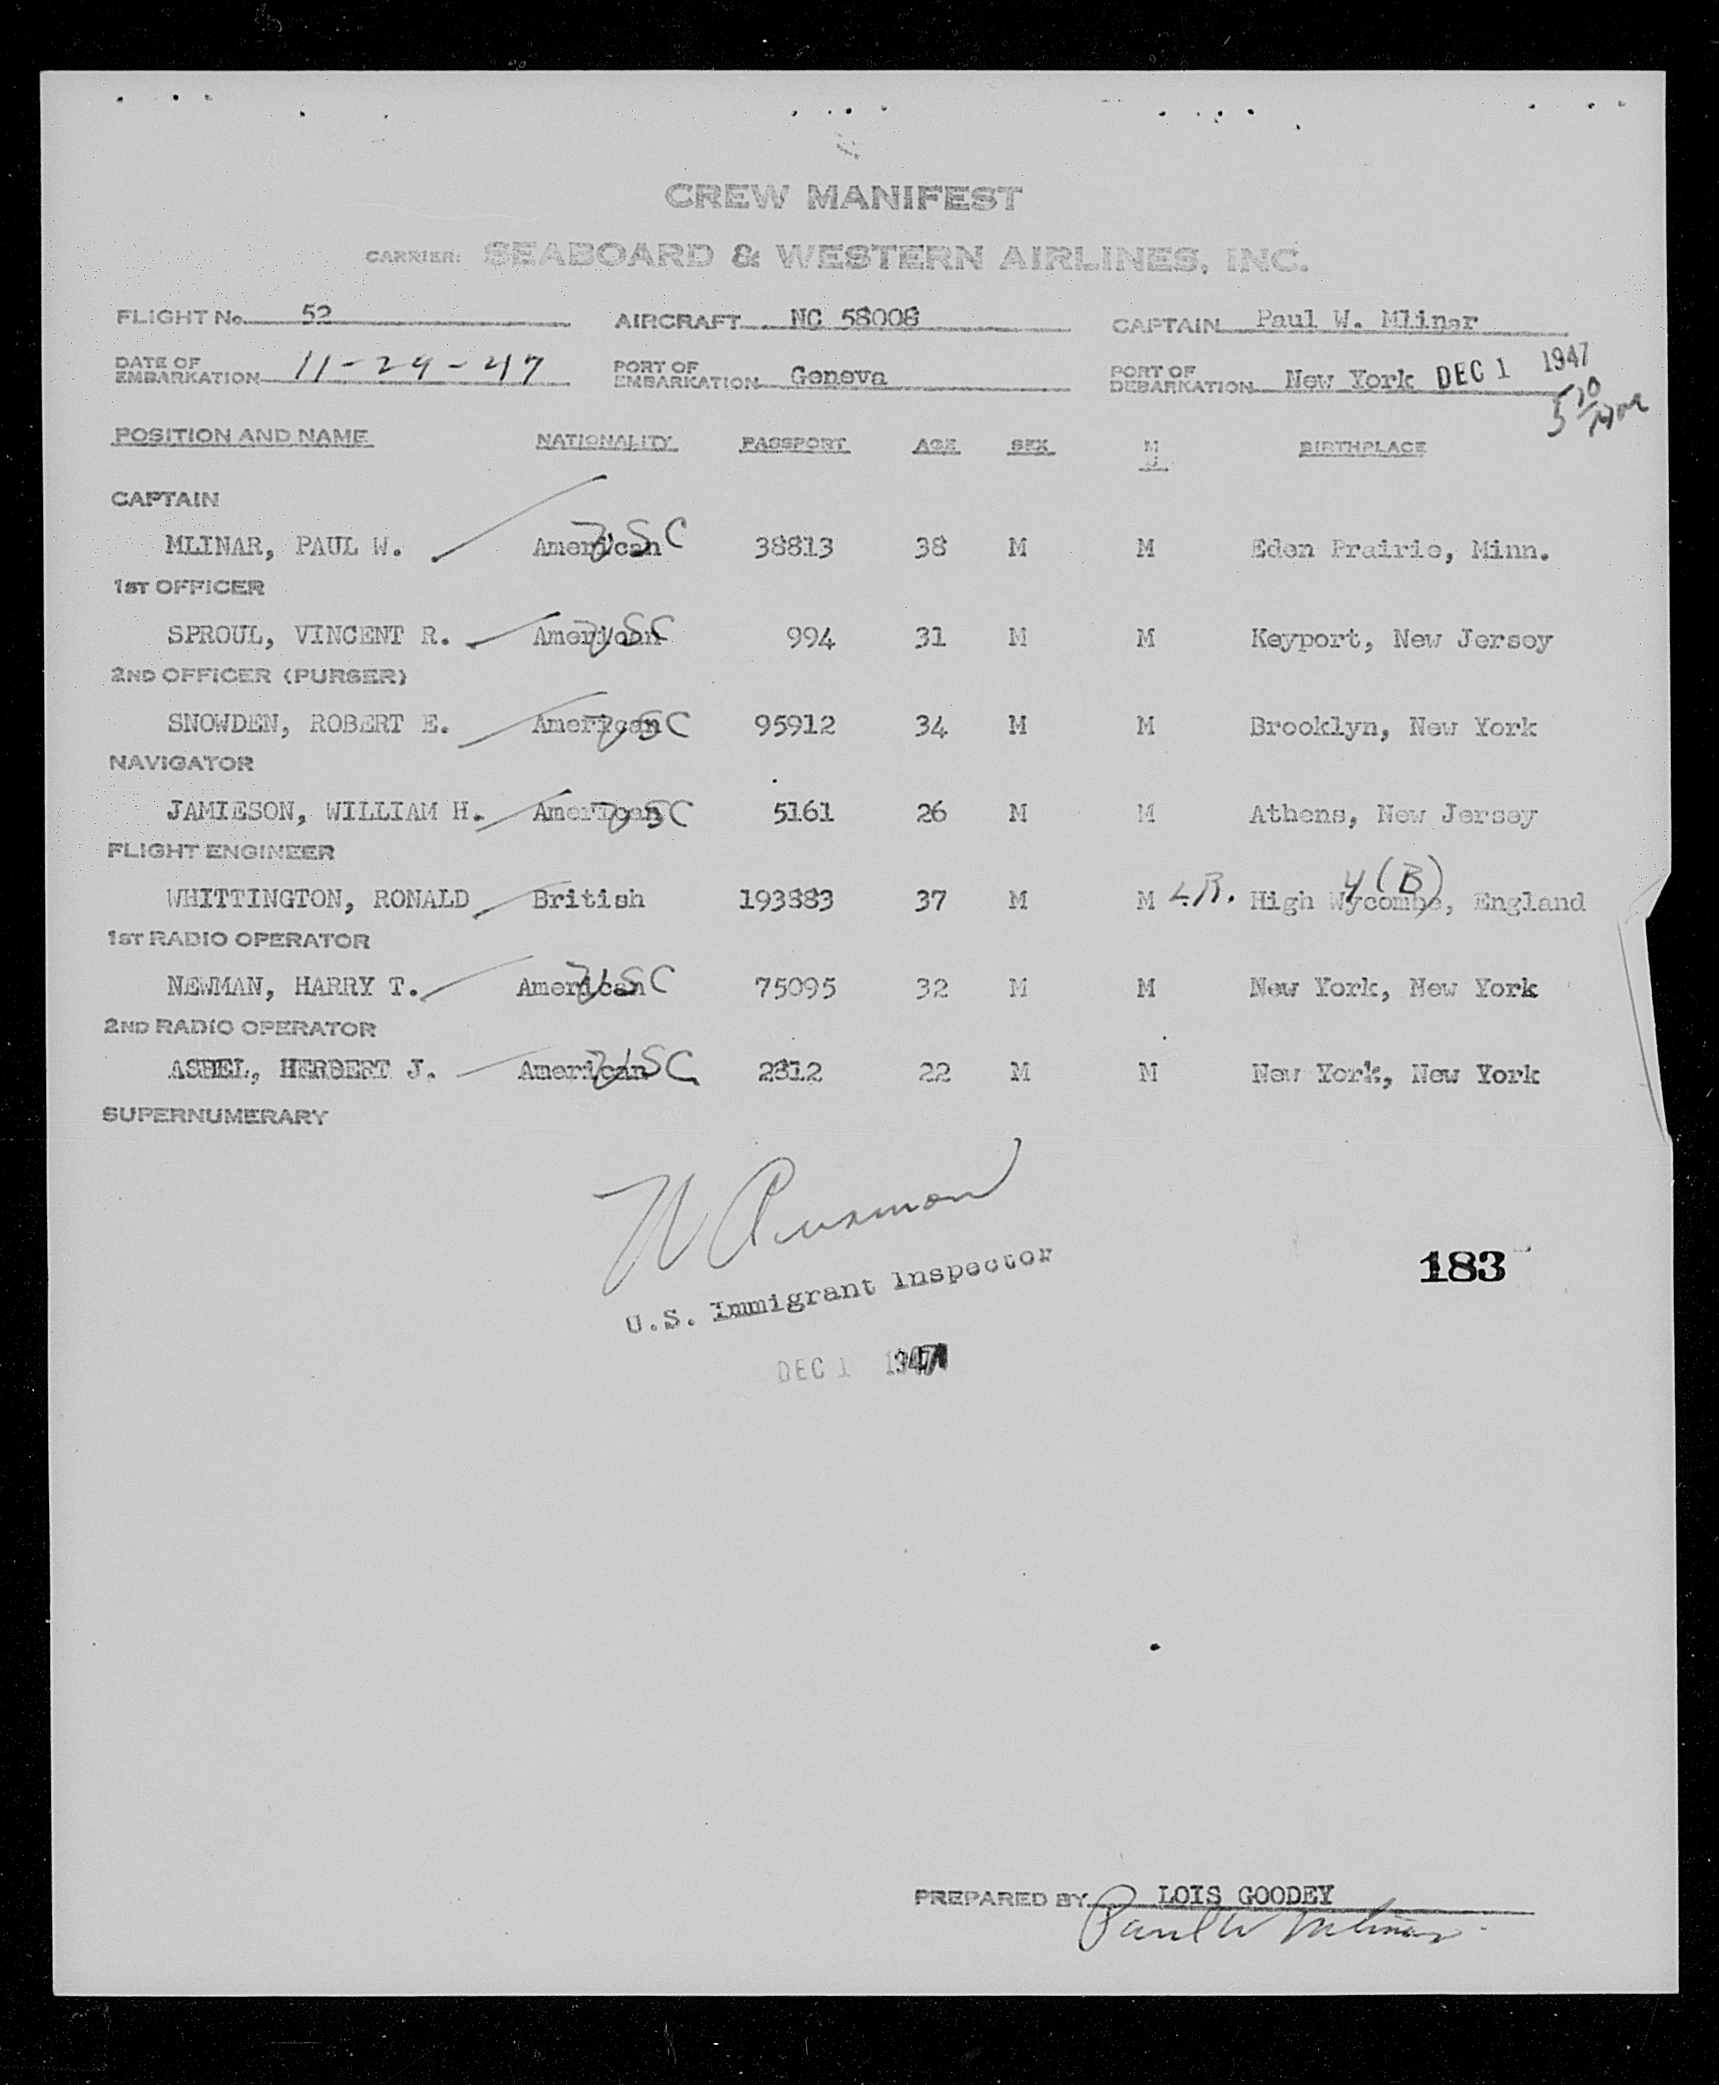 CREW MANIFEST
CARRIER: SEABOARD & WESTERN AIRLINES, INC.
FLIGHT No. 52 AIRCRAFT NC 58008 CAPTAIN Paul W. Mlinar
DATE OF EMBARKATION 11-29-47 PORT OF EMBARKATION Geneva PORT OF DEBARKATION New York DEC 1 1947
POSITION AND NAME NATIONALITY PASSPORT AGE SEX M BIRTHPLACE
CAPTAIN
MLINAR, PAUL W. American USC 38813 38 M M Eden Prairie, Minn.
1ST OFFICER
SPROUL, VINCENT R. American USC 994 31 M M Keyport, New Jersey
2ND OFFICER (PURSER)
SNOWDEN, ROBERT E. American USC 95912 34 M M Brooklyn, New York
NAVIGATOR
JAMIESON, WILLIAM H. American USC 5161 26 M M Athens, New Jersey
FLIGHT ENGINEER
WHITTINGTON, RONALD British 193883 37 M M High Wycombe, England
1ST RADIO OPERATOR
NEWMAN, HARRY T. American USC 75095 32 M M New York, New York
2ND RADIO OPERATOR
ASBEL, HERBERT J. American USC 2812 22 M M New York, New York
SUPERNUMERARY
U.S. Immigrant Inspector
183
DEC 1 1947
PREPARED BY LOIS GOODEY
Paul W Mlinar